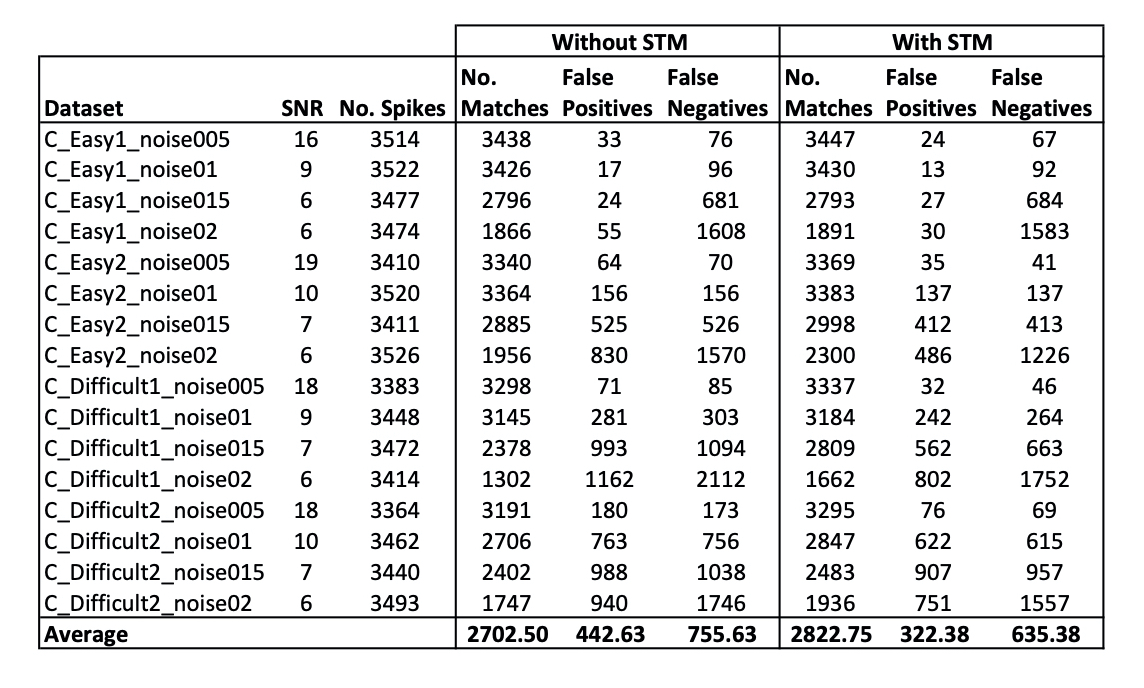 Without STM With STM
No. False False No. False False
Dataset SNR No. Spikes Matches Positives Negatives Matches Positives Negatives
C_Easy1_noise005 16 3514 3438 33 76 3447 24 67
C_Easy1_noise01 9 3522 3426 17 96 3430 13 92
C_Easy1_noise015 6 3477 2796 24 681 2793 27 684
C_Easy1_noise02 6 3474 1866 55 1608 1891 30 1583
C_Easy2_noise005 19 3410 3340 64 70 3369 35 41
C_Easy2_noise01 10 3520 3364 156 156 3383 137 137
C_Easy2_noise015 7 3411 2885 525 526 2998 412 413
C_Easy2_noise02 6 3526 1956 830 1570 2300 486 1226
C_Difficult1_noise005 18 3383 3298 71 85 3337 32 46
C_Difficult1_noise01 9 3448 3145 281 303 3184 242 264
C_Difficult1_noise015 7 3472 2378 993 1094 2809 562 663
C_Difficult1_noise02 6 3414 1302 1162 2112 1662 802 1752
C_Difficult2_noise005 18 3364 3191 180 173 3295 76 69
C_Difficult2_noise01 10 3462 2706 763 756 2847 622 615
C_Difficult2_noise015 7 3440 2402 988 1038 2483 907 957
C_Difficult2_noise02 6 3493 1747 940 1746 1936 751 1557
Average 2702.50 442.63 755.63 2822.75 322.38 635.38